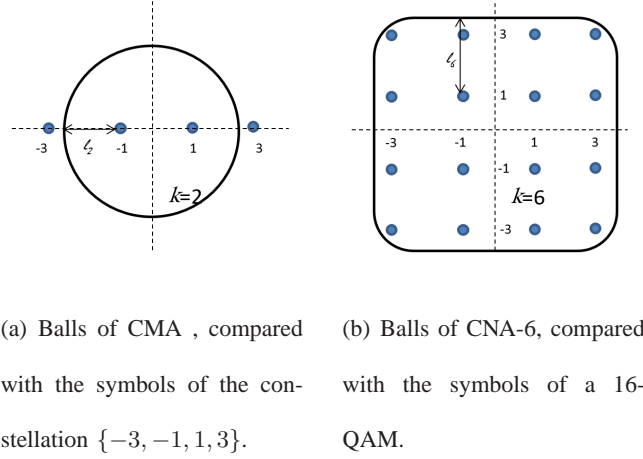 ℓ2
-3 -1 1 3
k=2
3
ℓ6
1
-3 -1 1 3
-1
k=6
-3
(a) Balls of CMA , compared
with the symbols of the con-
stellation {−3, −1, 1, 3}.
(b) Balls of CNA-6, compared
with the symbols of a 16-
QAM.